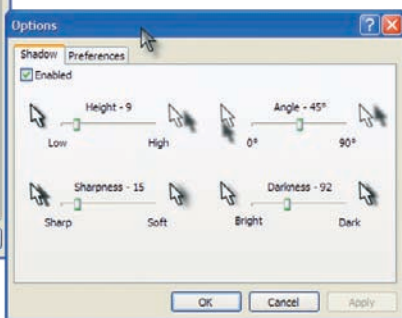 Options
Shadow Preferences
Enabled
Height - 9 Angle - 45°
Low High 0° 90°
Sharpness - 15 Darkness - 92
Sharp Soft Bright Dark
OK Cancel Apply